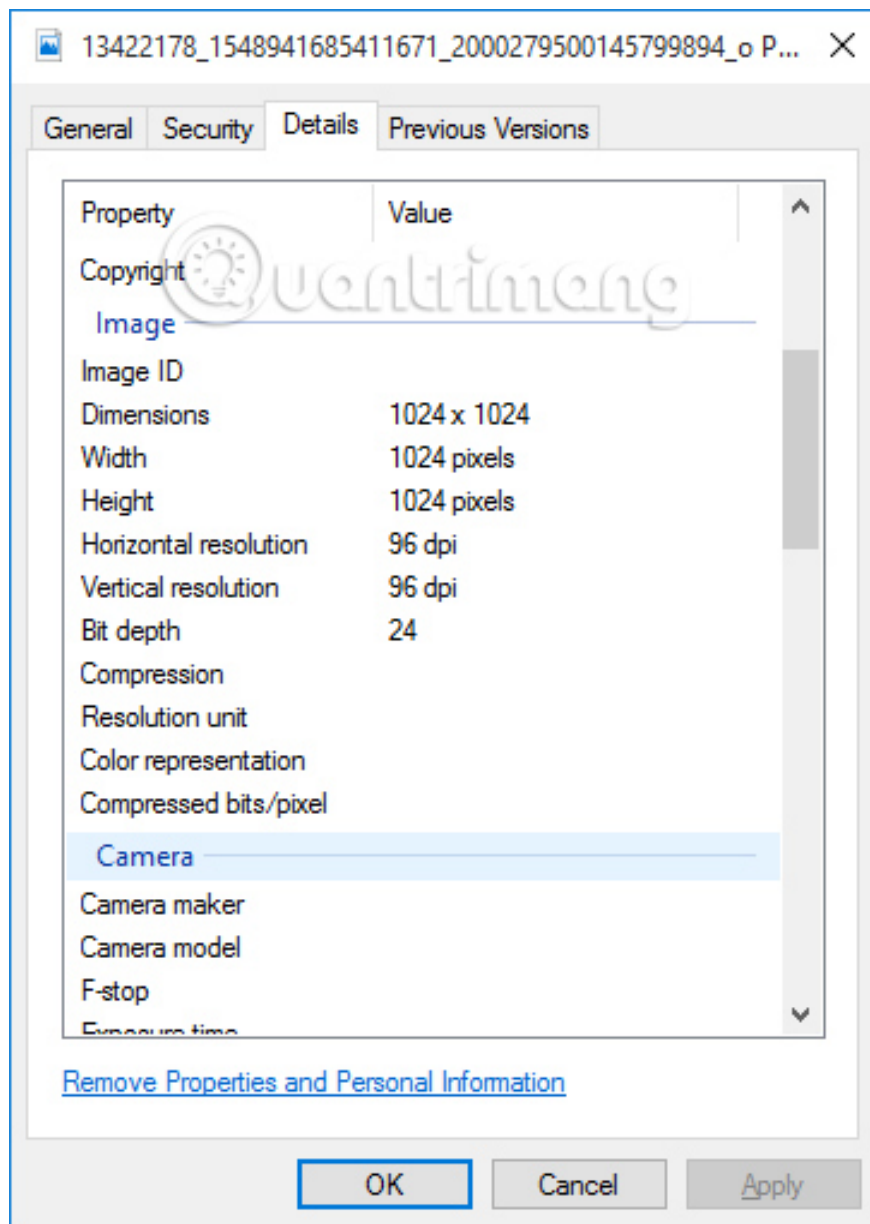 13422178_1548941685411671_2000279500145799894_o P...
General Security Details Previous Versions
Property Value
Copyright
Quantrimang
Image
Image ID
Dimensions 1024 x 1024
Width 1024 pixels
Height 1024 pixels
Horizontal resolution 96 dpi
Vertical resolution 96 dpi
Bit depth 24
Compression
Resolution unit
Color representation
Compressed bits/pixel
Camera
Camera maker
Camera model
F-stop
Exposure time
Remove Properties and Personal Information
OK Cancel Apply